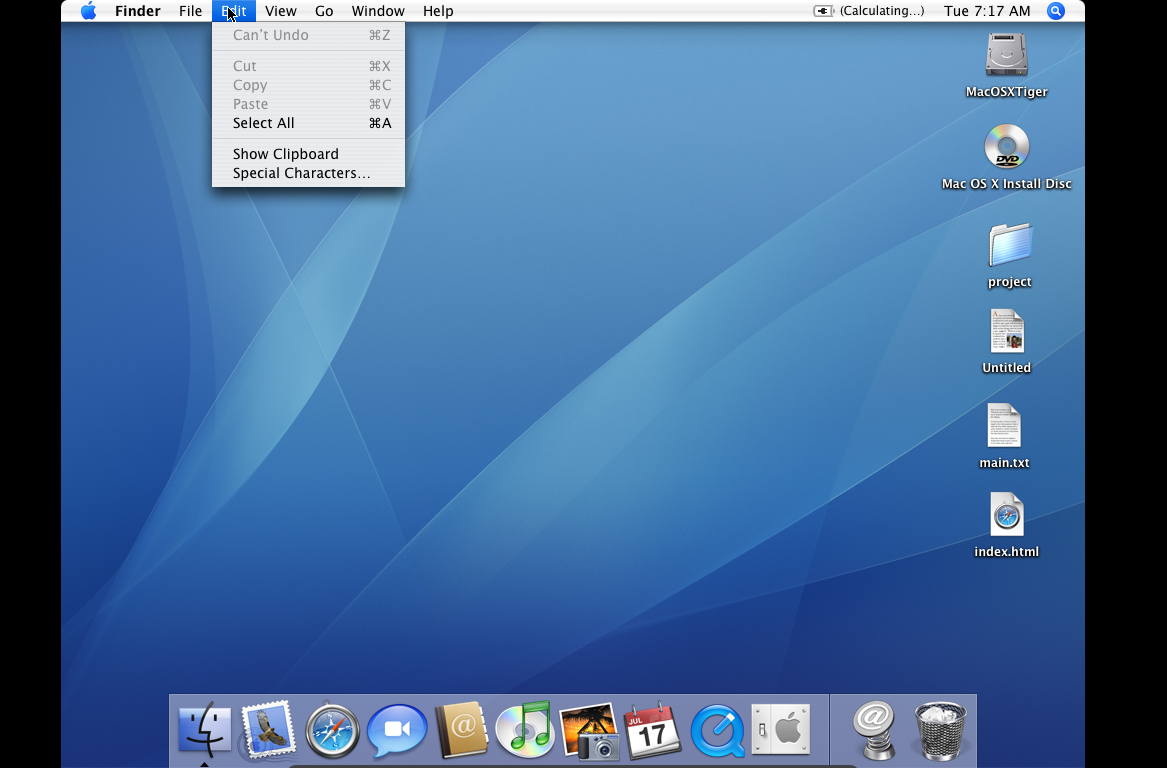 Finder File Edit View Go Window Help (Calculating...) Tue 7:17 AM
Can't Undo ⌘Z
Cut ⌘X
Copy ⌘C
Paste ⌘V
Select All ⌘A
Show Clipboard
Special Characters...
MacOSXTiger
DVD
Mac OS X Install Disc
project
Untitled
main.txt
index.html
JUL
17